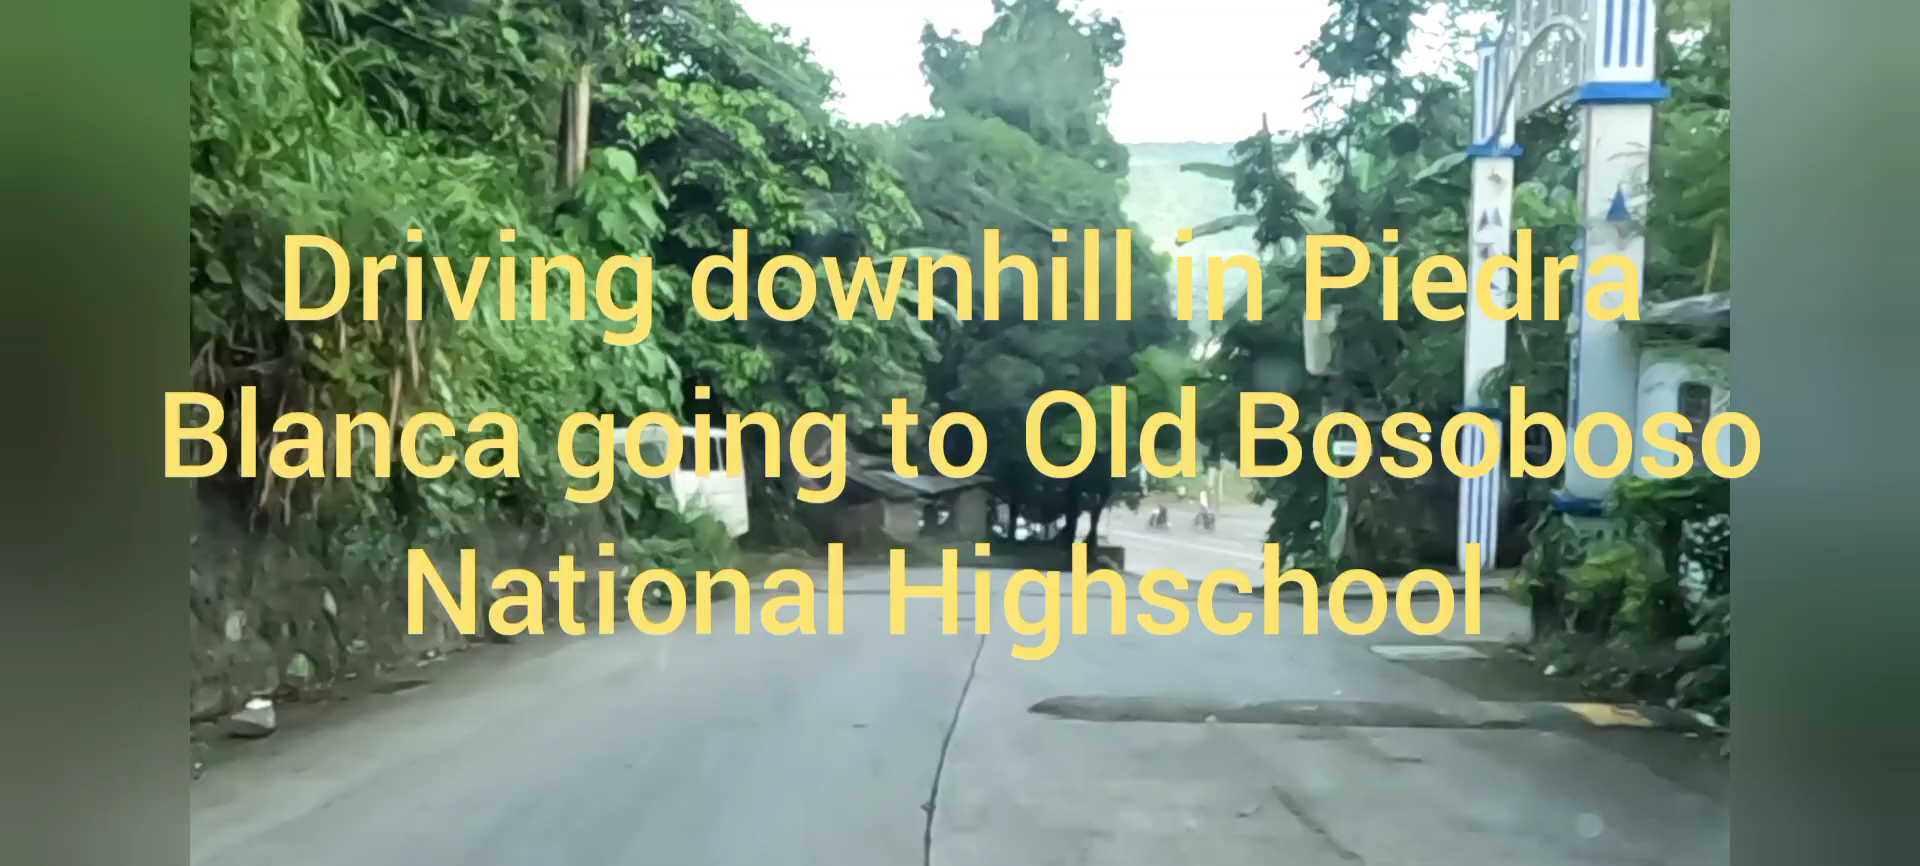 Driving downhill in Piedra
Blanca going to Old Bosoboso
National Highschool